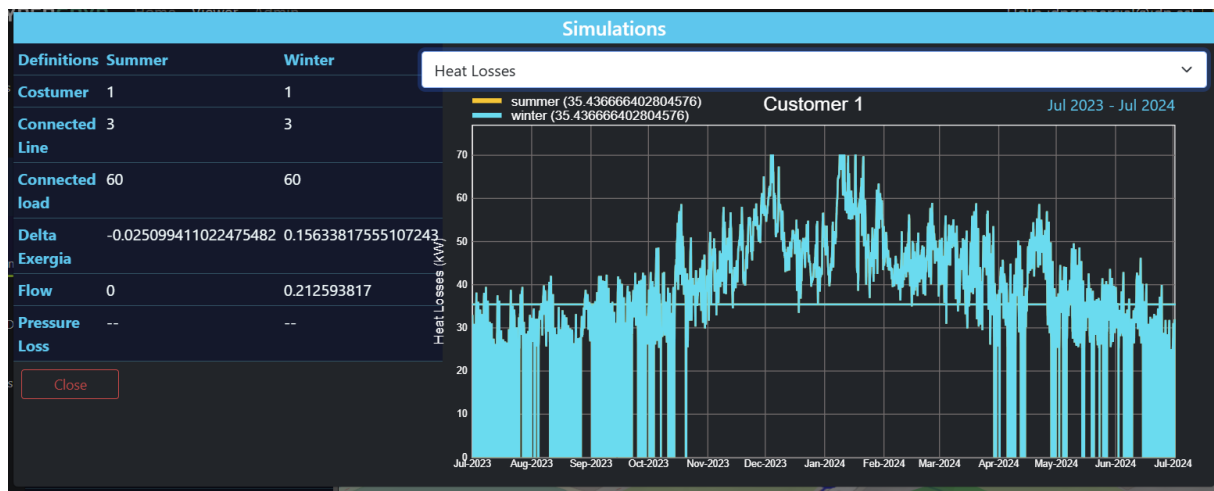 Home Viewer Admin
Simulations
Definitions Summer Winter
Costumer 1 1
Connected Line 3 3
Connected load 60 60
Delta Exergia -0.025099411022475482 0.15633817555107243
Flow 0 0.212593817
Pressure Loss -- --
Close
Heat Losses
summer (35.436666402804576)
winter (35.436666402804576)
Customer 1
Jul 2023 - Jul 2024
Heat Losses (kW)
70
60
50
40
30
20
10
0
Jul-2023 Aug-2023 Sep-2023 Oct-2023 Nov-2023 Dec-2023 Jan-2024 Feb-2024 Mar-2024 Apr-2024 May-2024 Jun-2024 Jul-2024